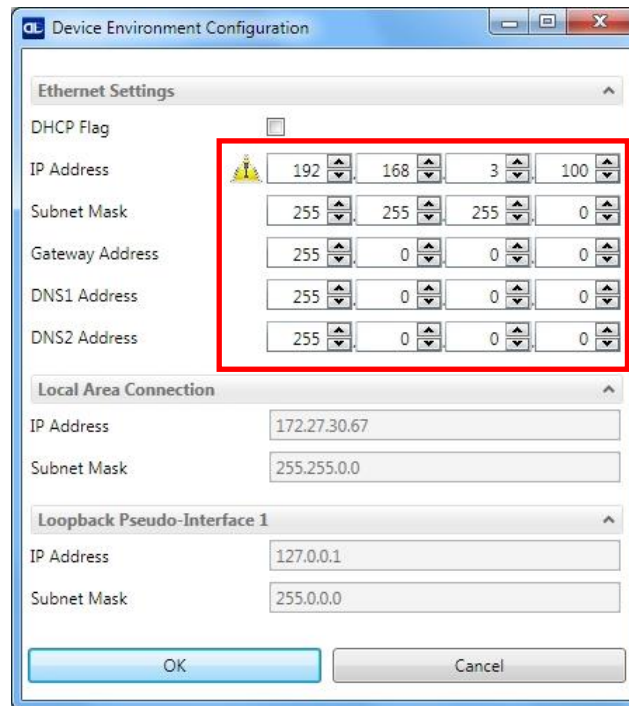 Device Environment Configuration
Ethernet Settings
DHCP Flag
IP Address 192 . 168 . 3 . 100
Subnet Mask 255 . 255 . 255 . 0
Gateway Address 255 . 0 . 0 . 0
DNS1 Address 255 . 0 . 0 . 0
DNS2 Address 255 . 0 . 0 . 0
Local Area Connection
IP Address 172.27.30.67
Subnet Mask 255.255.0.0
Loopback Pseudo-Interface 1
IP Address 127.0.0.1
Subnet Mask 255.0.0.0
OK Cancel